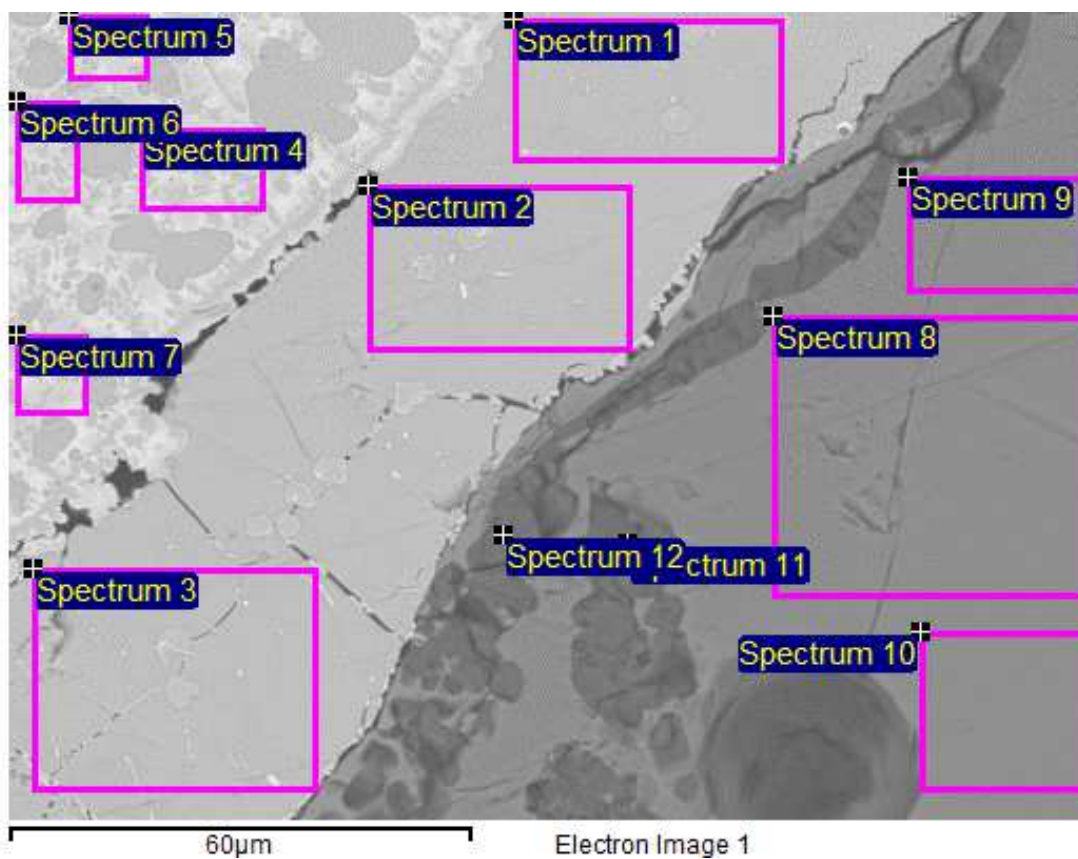 Spectrum 5
Spectrum 1
Spectrum 6
Spectrum 4
Spectrum 2
Spectrum 9
Spectrum 8
Spectrum 7
Spectrum 12
ctrum 11
Spectrum 3
Spectrum 10
60µm
Electron Image 1